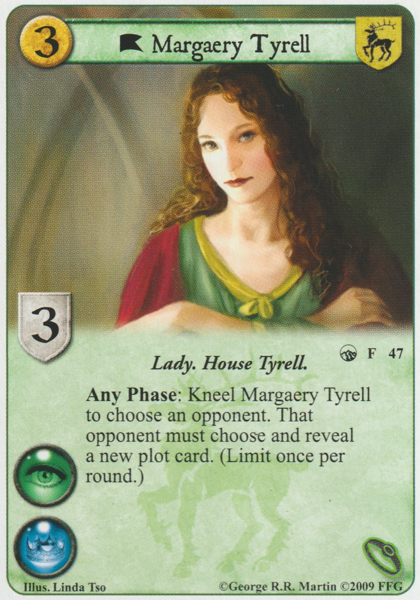 3 Margaery Tyrell
3
Lady. House Tyrell.
F 47
Any Phase: Kneel Margaery Tyrell
to choose an opponent. That
opponent must choose and reveal
a new plot card. (Limit once per
round.)
Illus. Linda Tso ©George R.R. Martin ©2009 FFG